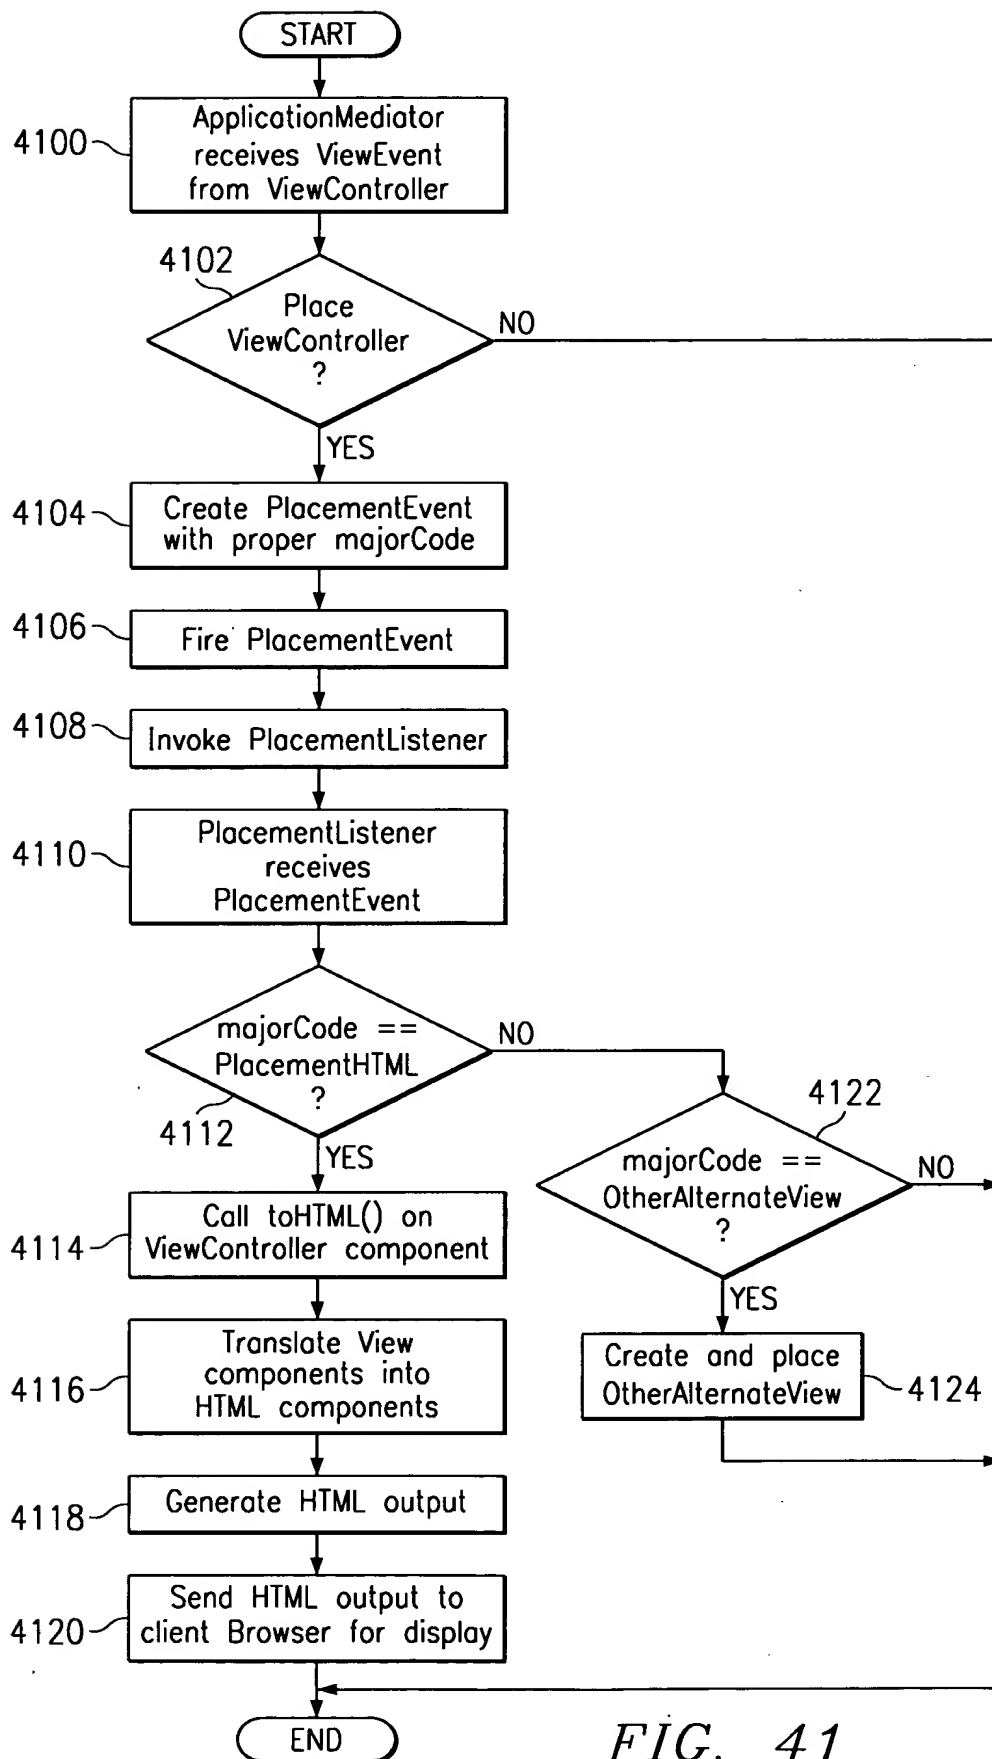 START
4100
ApplicationMediator
receives ViewEvent
from ViewController
4102
Place
ViewController
?
NO
YES
4104
Create PlacementEvent
with proper majorCode
4106
Fire PlacementEvent
4108
Invoke PlacementListener
4110
PlacementListener
receives
PlacementEvent
majorCode ==
PlacementHTML
?
NO
4112
YES
4122
majorCode ==
OtherAlternateView
?
NO
YES
4114
Call toHTML() on
ViewController component
4116
Translate View
components into
HTML components
Create and place
OtherAlternateView
4124
4118
Generate HTML output
4120
Send HTML output to
client Browser for display
END
FIG. 41